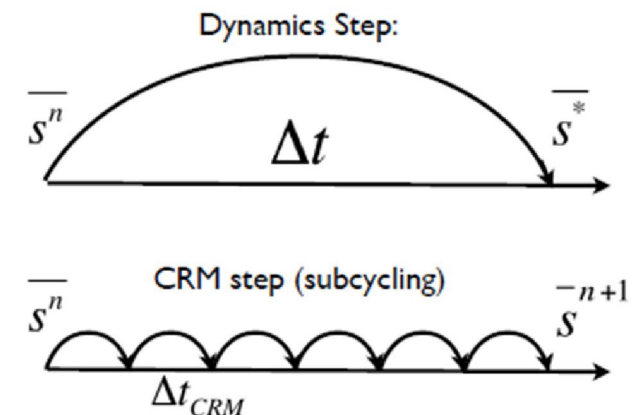 Dynamics Step:
s̅ⁿ
s̅*
Δt
CRM step (subcycling)
s̅ⁿ
s̅ⁿ⁺¹
Δt_CRM